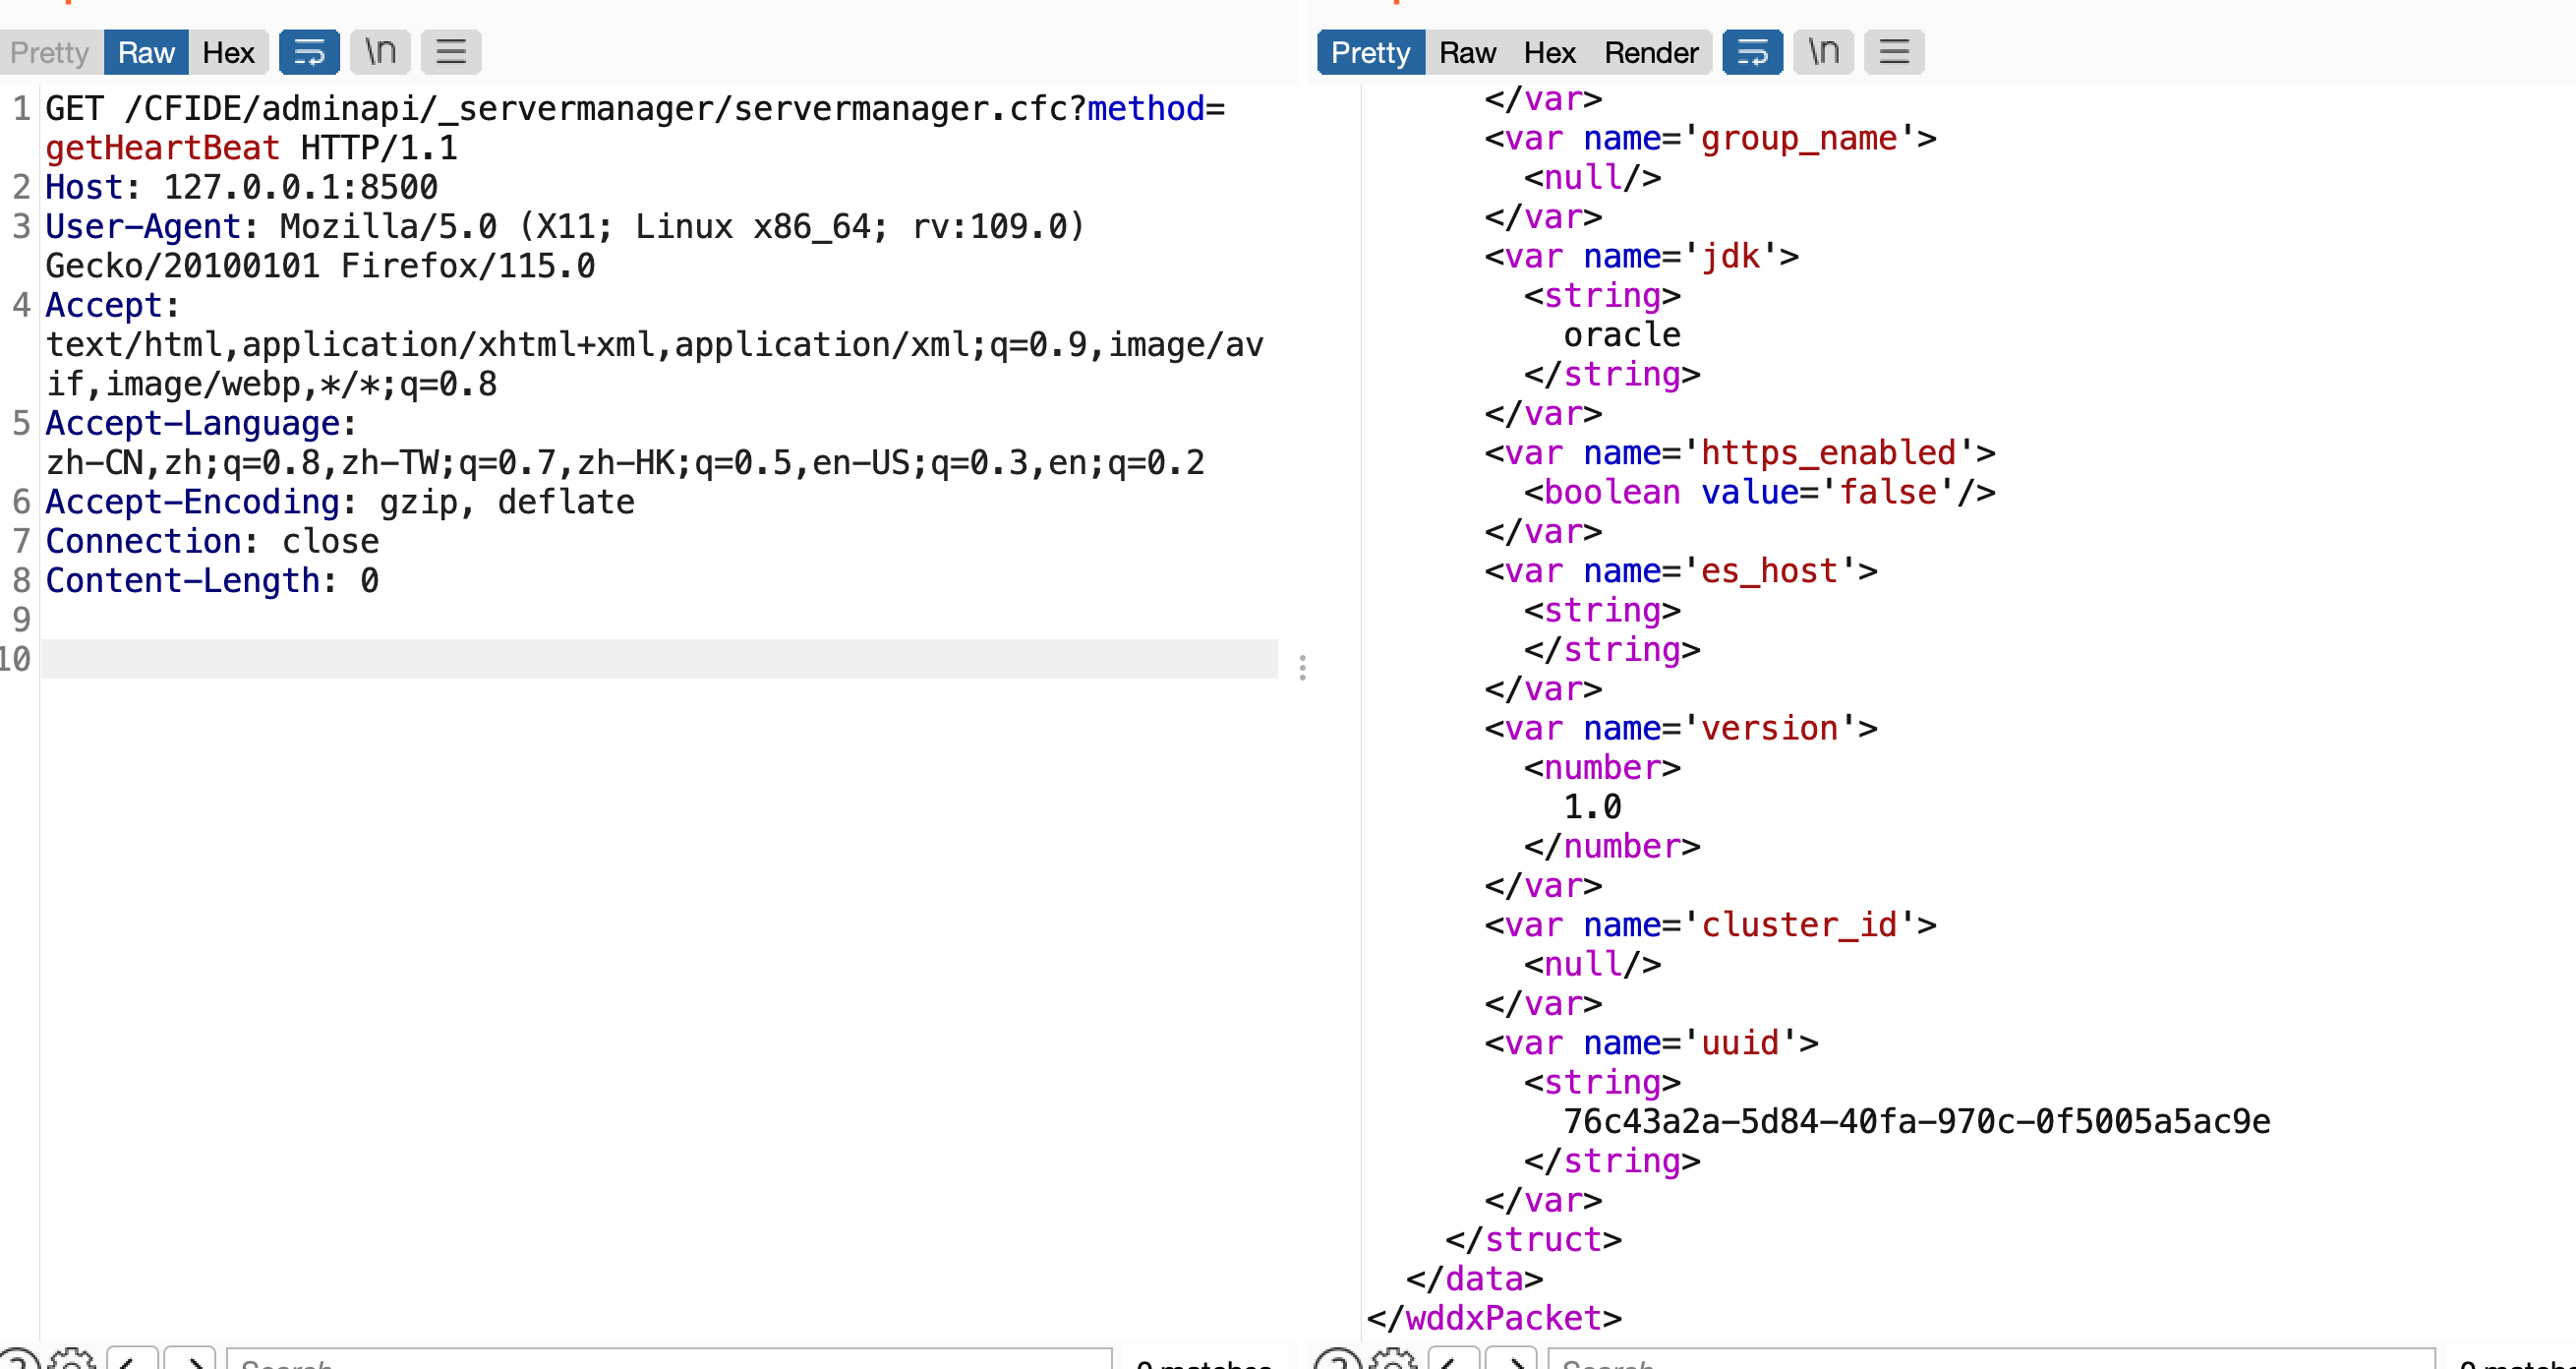 Pretty Raw Hex \n
1 GET /CFIDE/adminapi/_servermanager/servermanager.cfc?method=
getHeartBeat HTTP/1.1
2 Host: 127.0.0.1:8500
3 User-Agent: Mozilla/5.0 (X11; Linux x86_64; rv:109.0)
Gecko/20100101 Firefox/115.0
4 Accept:
text/html,application/xhtml+xml,application/xml;q=0.9,image/av
if,image/webp,*/*;q=0.8
5 Accept-Language:
zh-CN,zh;q=0.8,zh-TW;q=0.7,zh-HK;q=0.5,en-US;q=0.3,en;q=0.2
6 Accept-Encoding: gzip, deflate
7 Connection: close
8 Content-Length: 0
9
10
Search...
0 matches
Pretty Raw Hex Render \n
</var>
<var name='group_name'>
<null/>
</var>
<var name='jdk'>
<string>
oracle
</string>
</var>
<var name='https_enabled'>
<boolean value='false'/>
</var>
<var name='es_host'>
<string>
</string>
</var>
<var name='version'>
<number>
1.0
</number>
</var>
<var name='cluster_id'>
<null/>
</var>
<var name='uuid'>
<string>
76c43a2a-5d84-40fa-970c-0f5005a5ac9e
</string>
</var>
</struct>
</data>
</wddxPacket>
Search...